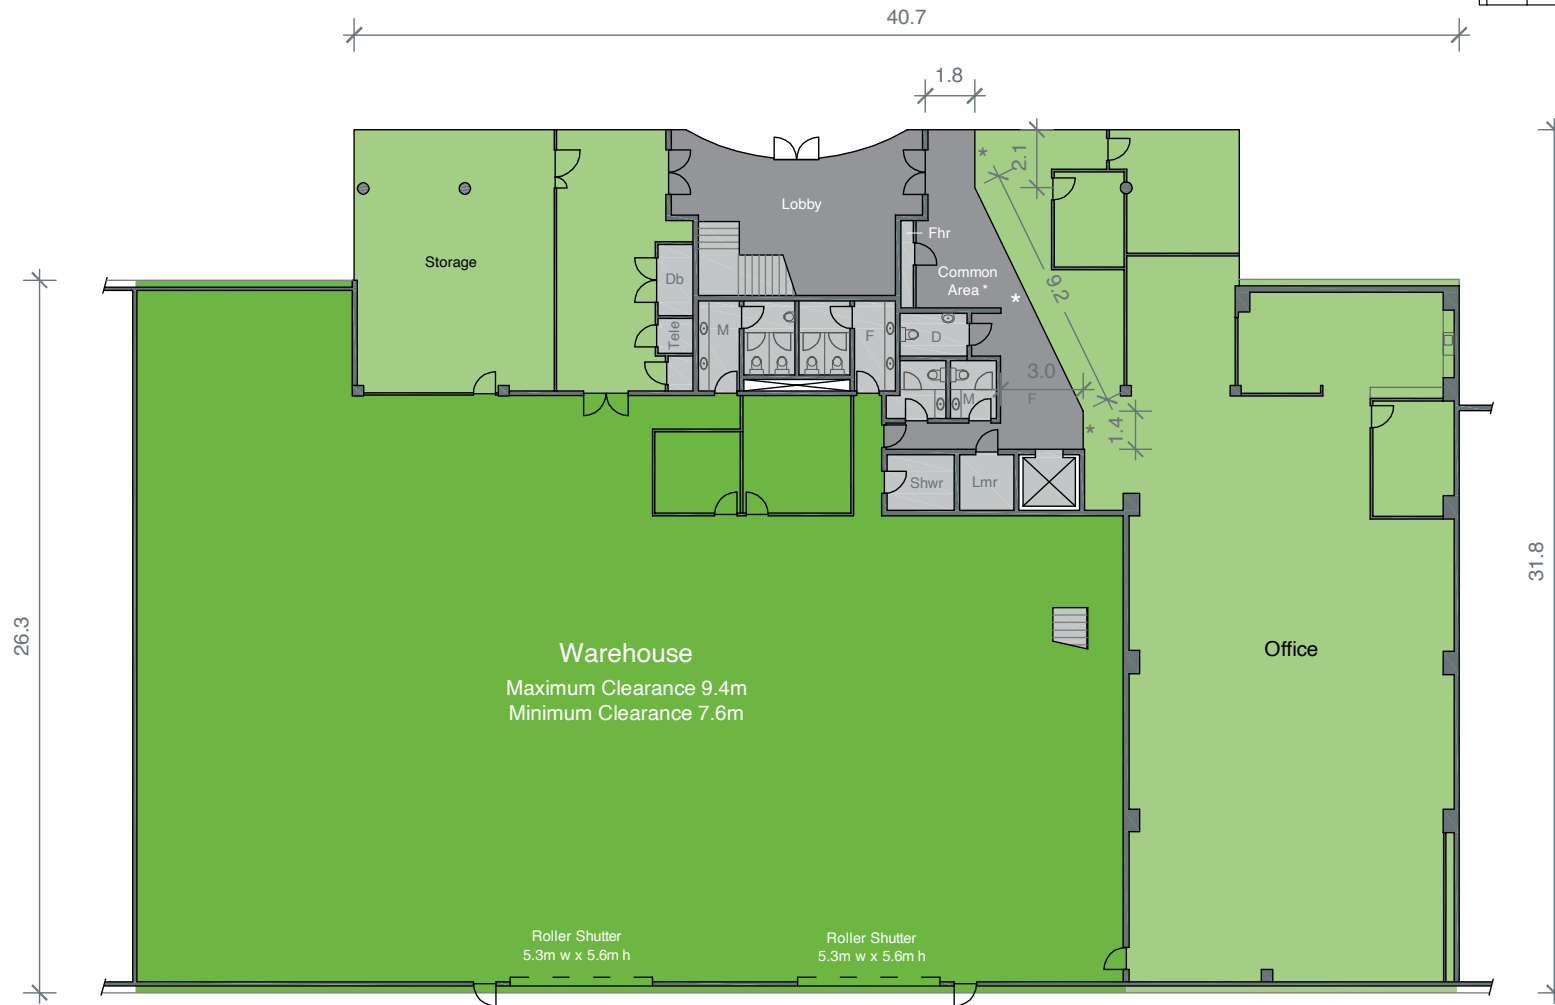 40.7
1.8
2.1
*
Lobby
Fhr
Storage
Common
Area *
*
9.2
Db
Tele
M
F
D
3.0
M
F
1.4
*
Shwr
Lmr
26.3
31.8
Warehouse
Maximum Clearance 9.4m
Minimum Clearance 7.6m
Office
Roller Shutter
5.3m w x 5.6m h
Roller Shutter
5.3m w x 5.6m h